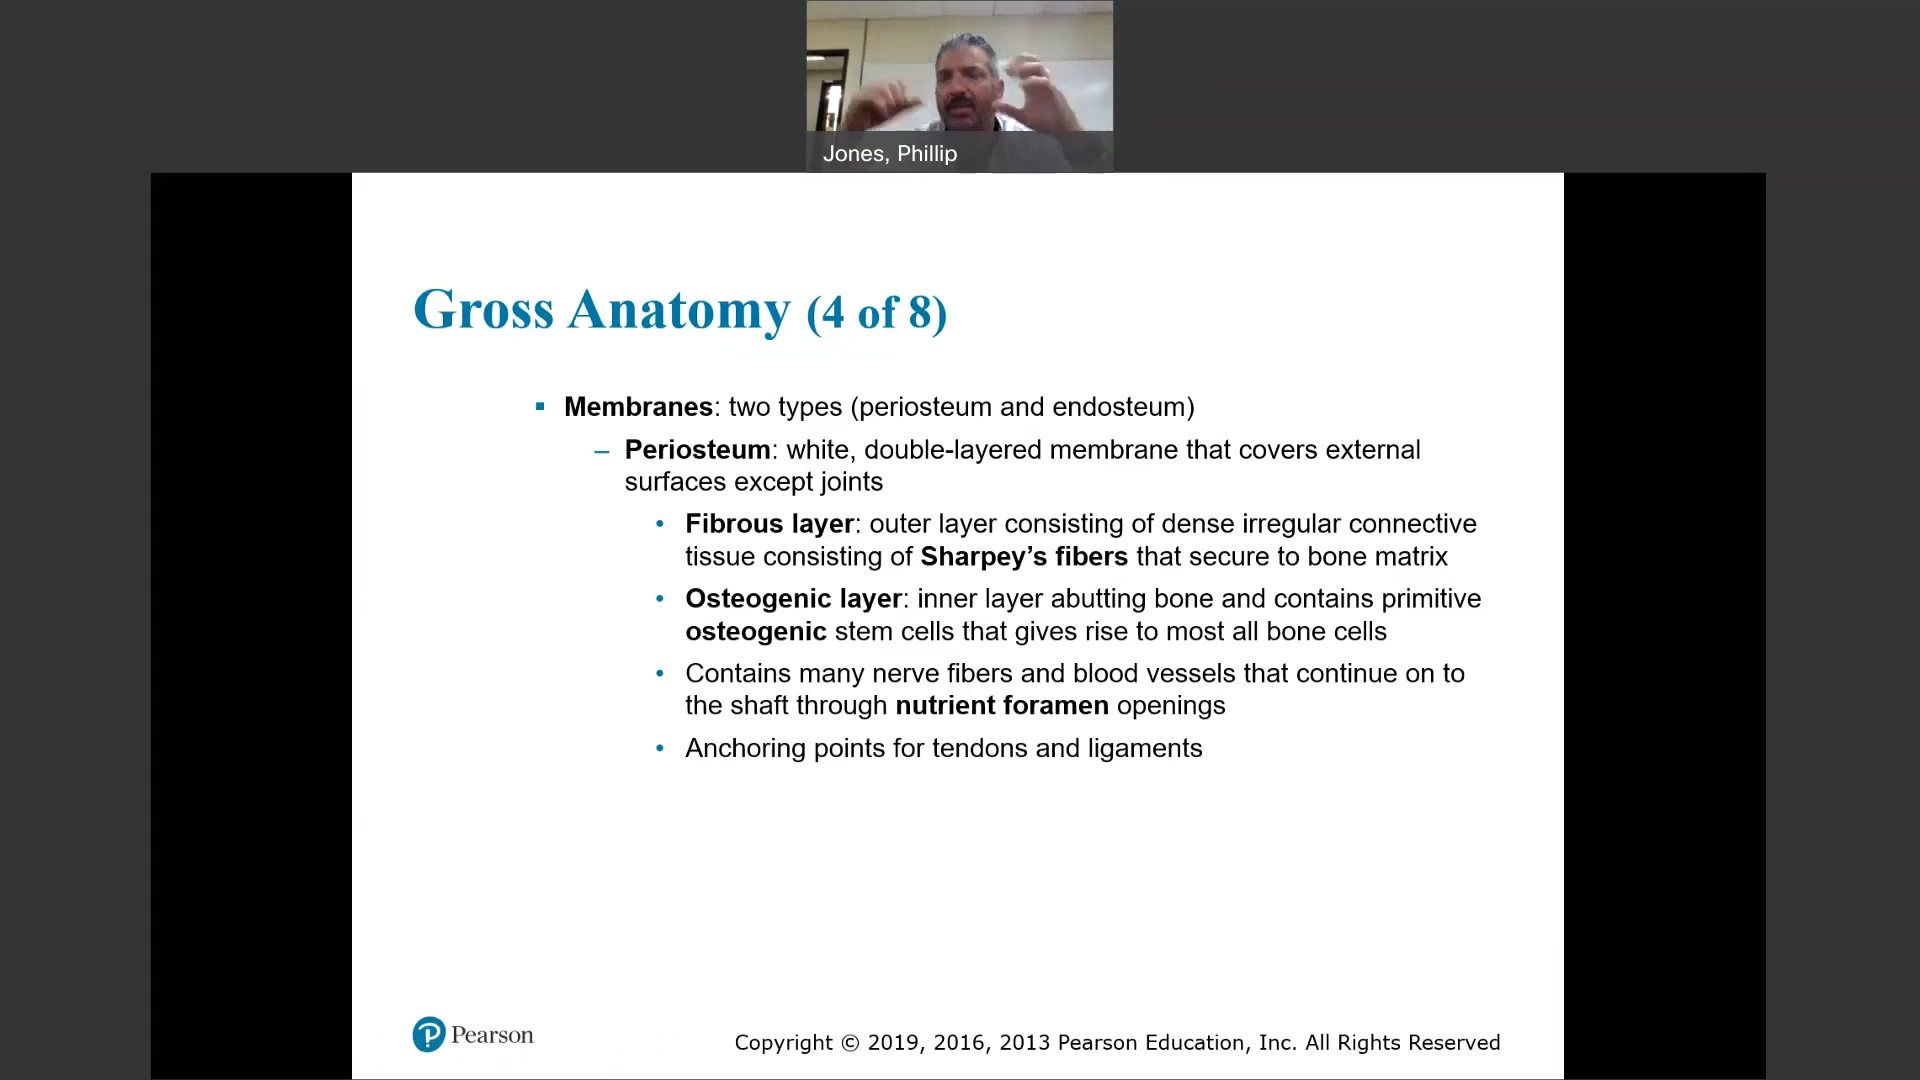 Jones, Phillip
Gross Anatomy (4 of 8)
▪ Membranes: two types (periosteum and endosteum)
– Periosteum: white, double-layered membrane that covers external
surfaces except joints
• Fibrous layer: outer layer consisting of dense irregular connective
tissue consisting of Sharpey’s fibers that secure to bone matrix
• Osteogenic layer: inner layer abutting bone and contains primitive
osteogenic stem cells that gives rise to most all bone cells
• Contains many nerve fibers and blood vessels that continue on to
the shaft through nutrient foramen openings
• Anchoring points for tendons and ligaments
Pearson
Copyright © 2019, 2016, 2013 Pearson Education, Inc. All Rights Reserved